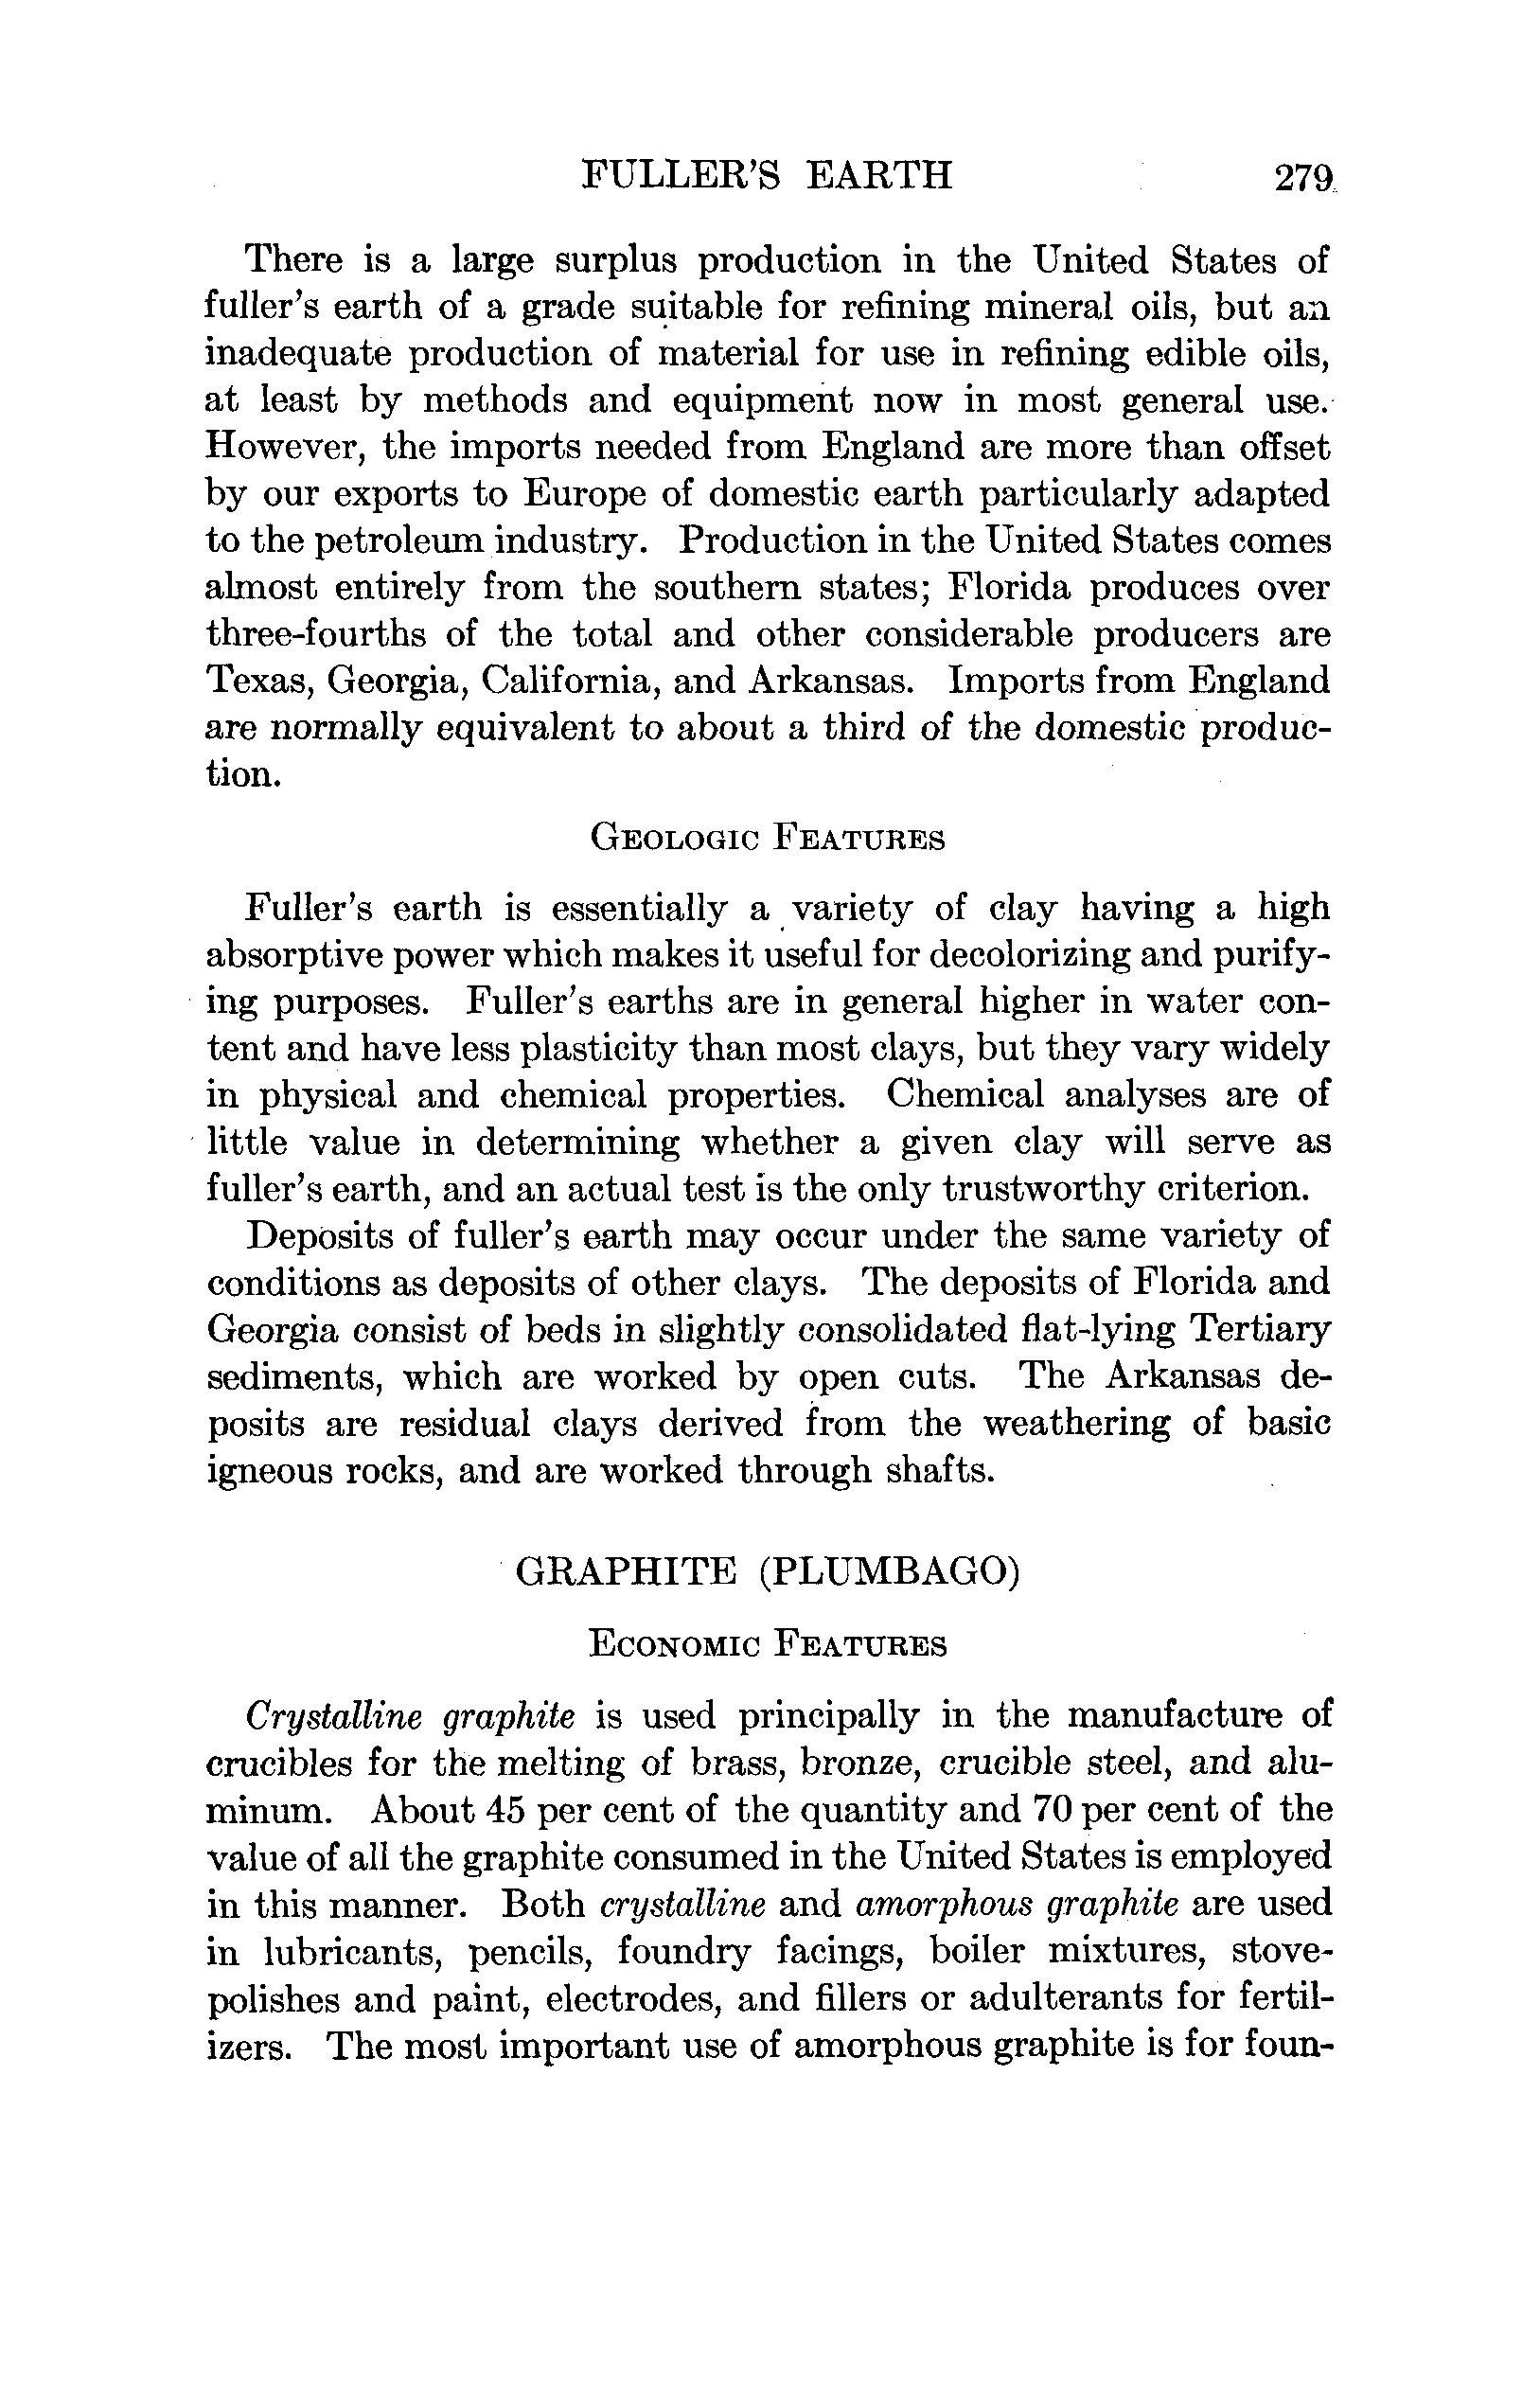 FULLER'S EARTH 279
There is a large surplus production in the United States of
fuller's earth of a grade suitable for refining mineral oils, but an
inadequate production of material for use in refining edible oils,
at least by methods and equipment now in most general use.
However, the imports needed from England are more than offset
by our exports to Europe of domestic earth particularly adapted
to the petroleum industry. Production in the United States comes
almost entirely from the southern states; Florida produces over
three-fourths of the total and other considerable producers are
Texas, Georgia, California, and Arkansas. Imports from England
are normally equivalent to about a third of the domestic produc-
tion.
GEOLOGIC FEATURES
Fuller's earth is essentially a variety of clay having a high
absorptive power which makes it useful for decolorizing and purify-
ing purposes. Fuller's earths are in general higher in water con-
tent and have less plasticity than most clays, but they vary widely
in physical and chemical properties. Chemical analyses are of
little value in determining whether a given clay will serve as
fuller's earth, and an actual test is the only trustworthy criterion.
Deposits of fuller's earth may occur under the same variety of
conditions as deposits of other clays. The deposits of Florida and
Georgia consist of beds in slightly consolidated flat-lying Tertiary
sediments, which are worked by open cuts. The Arkansas de-
posits are residual clays derived from the weathering of basic
igneous rocks, and are worked through shafts.
GRAPHITE (PLUMBAGO)
ECONOMIC FEATURES
Crystalline graphite is used principally in the manufacture of
crucibles for the melting of brass, bronze, crucible steel, and alu-
minum. About 45 per cent of the quantity and 70 per cent of the
value of all the graphite consumed in the United States is employed
in this manner. Both crystalline and amorphous graphite are used
in lubricants, pencils, foundry facings, boiler mixtures, stove-
polishes and paint, electrodes, and fillers or adulterants for fertil-
izers. The most important use of amorphous graphite is for foun-